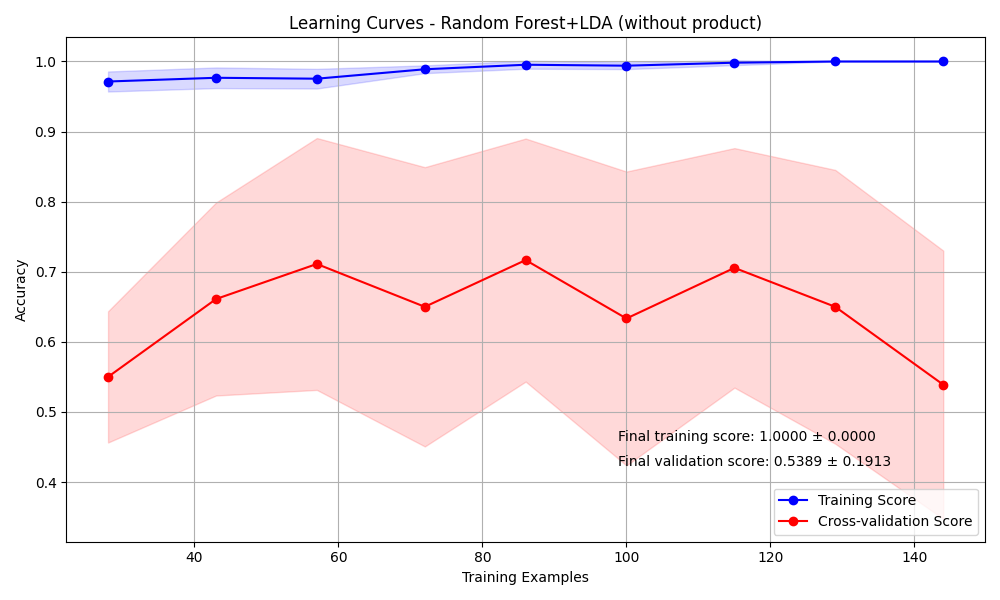 Learning Curves - Random Forest+LDA (without product)
Accuracy
1.0
0.9
0.8
0.7
0.6
0.5
0.4
Final training score: 1.0000 ± 0.0000
Final validation score: 0.5389 ± 0.1913
Training Score
Cross-validation Score
40 60 80 100 120 140
Training Examples